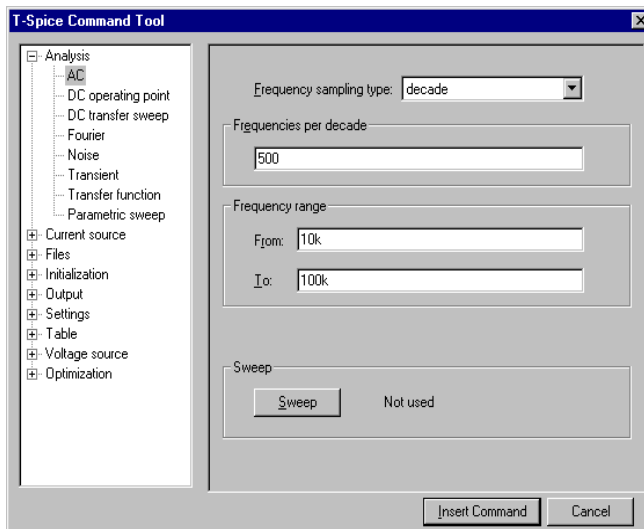 T-Spice Command Tool
Analysis
AC
DC operating point
DC transfer sweep
Fourier
Noise
Transient
Transfer function
Parametric sweep
Current source
Files
Initialization
Output
Settings
Table
Voltage source
Optimization
Frequency sampling type: decade
Frequencies per decade
500
Frequency range
From: 10k
To: 100k
Sweep
Sweep Not used
Insert Command Cancel